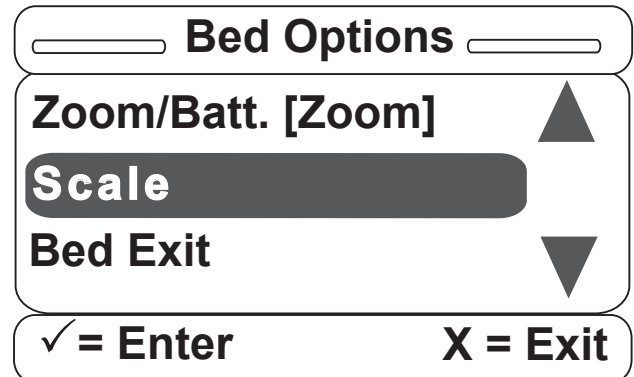 Bed Options
Zoom/Batt. [Zoom]
Scale
Bed Exit
✓= Enter X = Exit